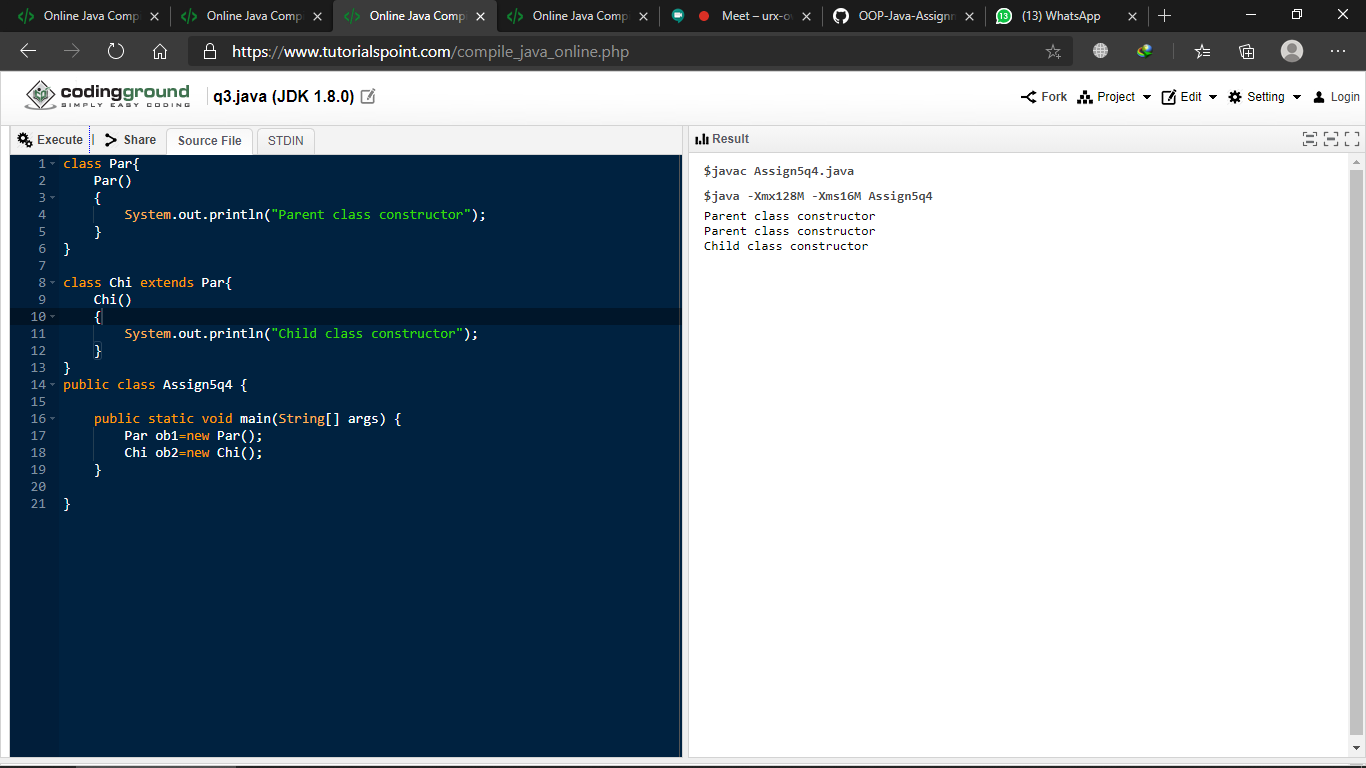 Online Java Comp
Online Java Comp
Online Java Comp
Online Java Comp
Meet – urx-ov
OOP-Java-Assignm
13
(13) WhatsApp
https://www.tutorialspoint.com/compile_java_online.php
codingground
SIMPLY EASY CODING
q3.java (JDK 1.8.0)
Fork
Project
Edit
Setting
Login
Execute
Share
Source File
STDIN
Result
1 class Par{
2     Par()
3     {
4         System.out.println("Parent class constructor");
5     }
6 }
7
8 class Chi extends Par{
9     Chi()
10     {
11         System.out.println("Child class constructor");
12     }
13 }
14 public class Assign5q4 {
15
16     public static void main(String[] args) {
17         Par ob1=new Par();
18         Chi ob2=new Chi();
19     }
20
21 }
$javac Assign5q4.java
$java -Xmx128M -Xms16M Assign5q4
Parent class constructor
Parent class constructor
Child class constructor